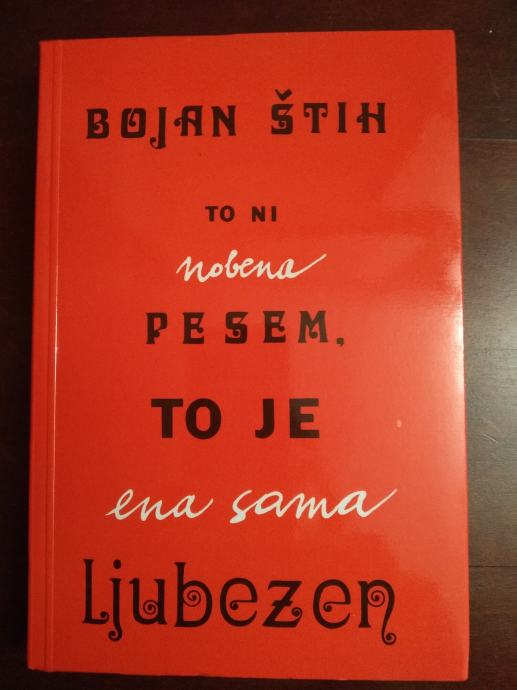 BOJAN ŠTIH
TO NI
nobena
PESEM,
TO JE
ena sama
Ljubezen